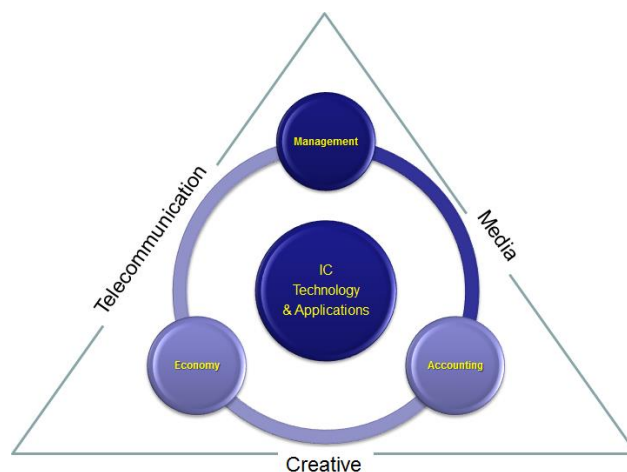 Management
Telecommunication
Media
IC
Technology
& Applications
Economy
Accounting
Creative